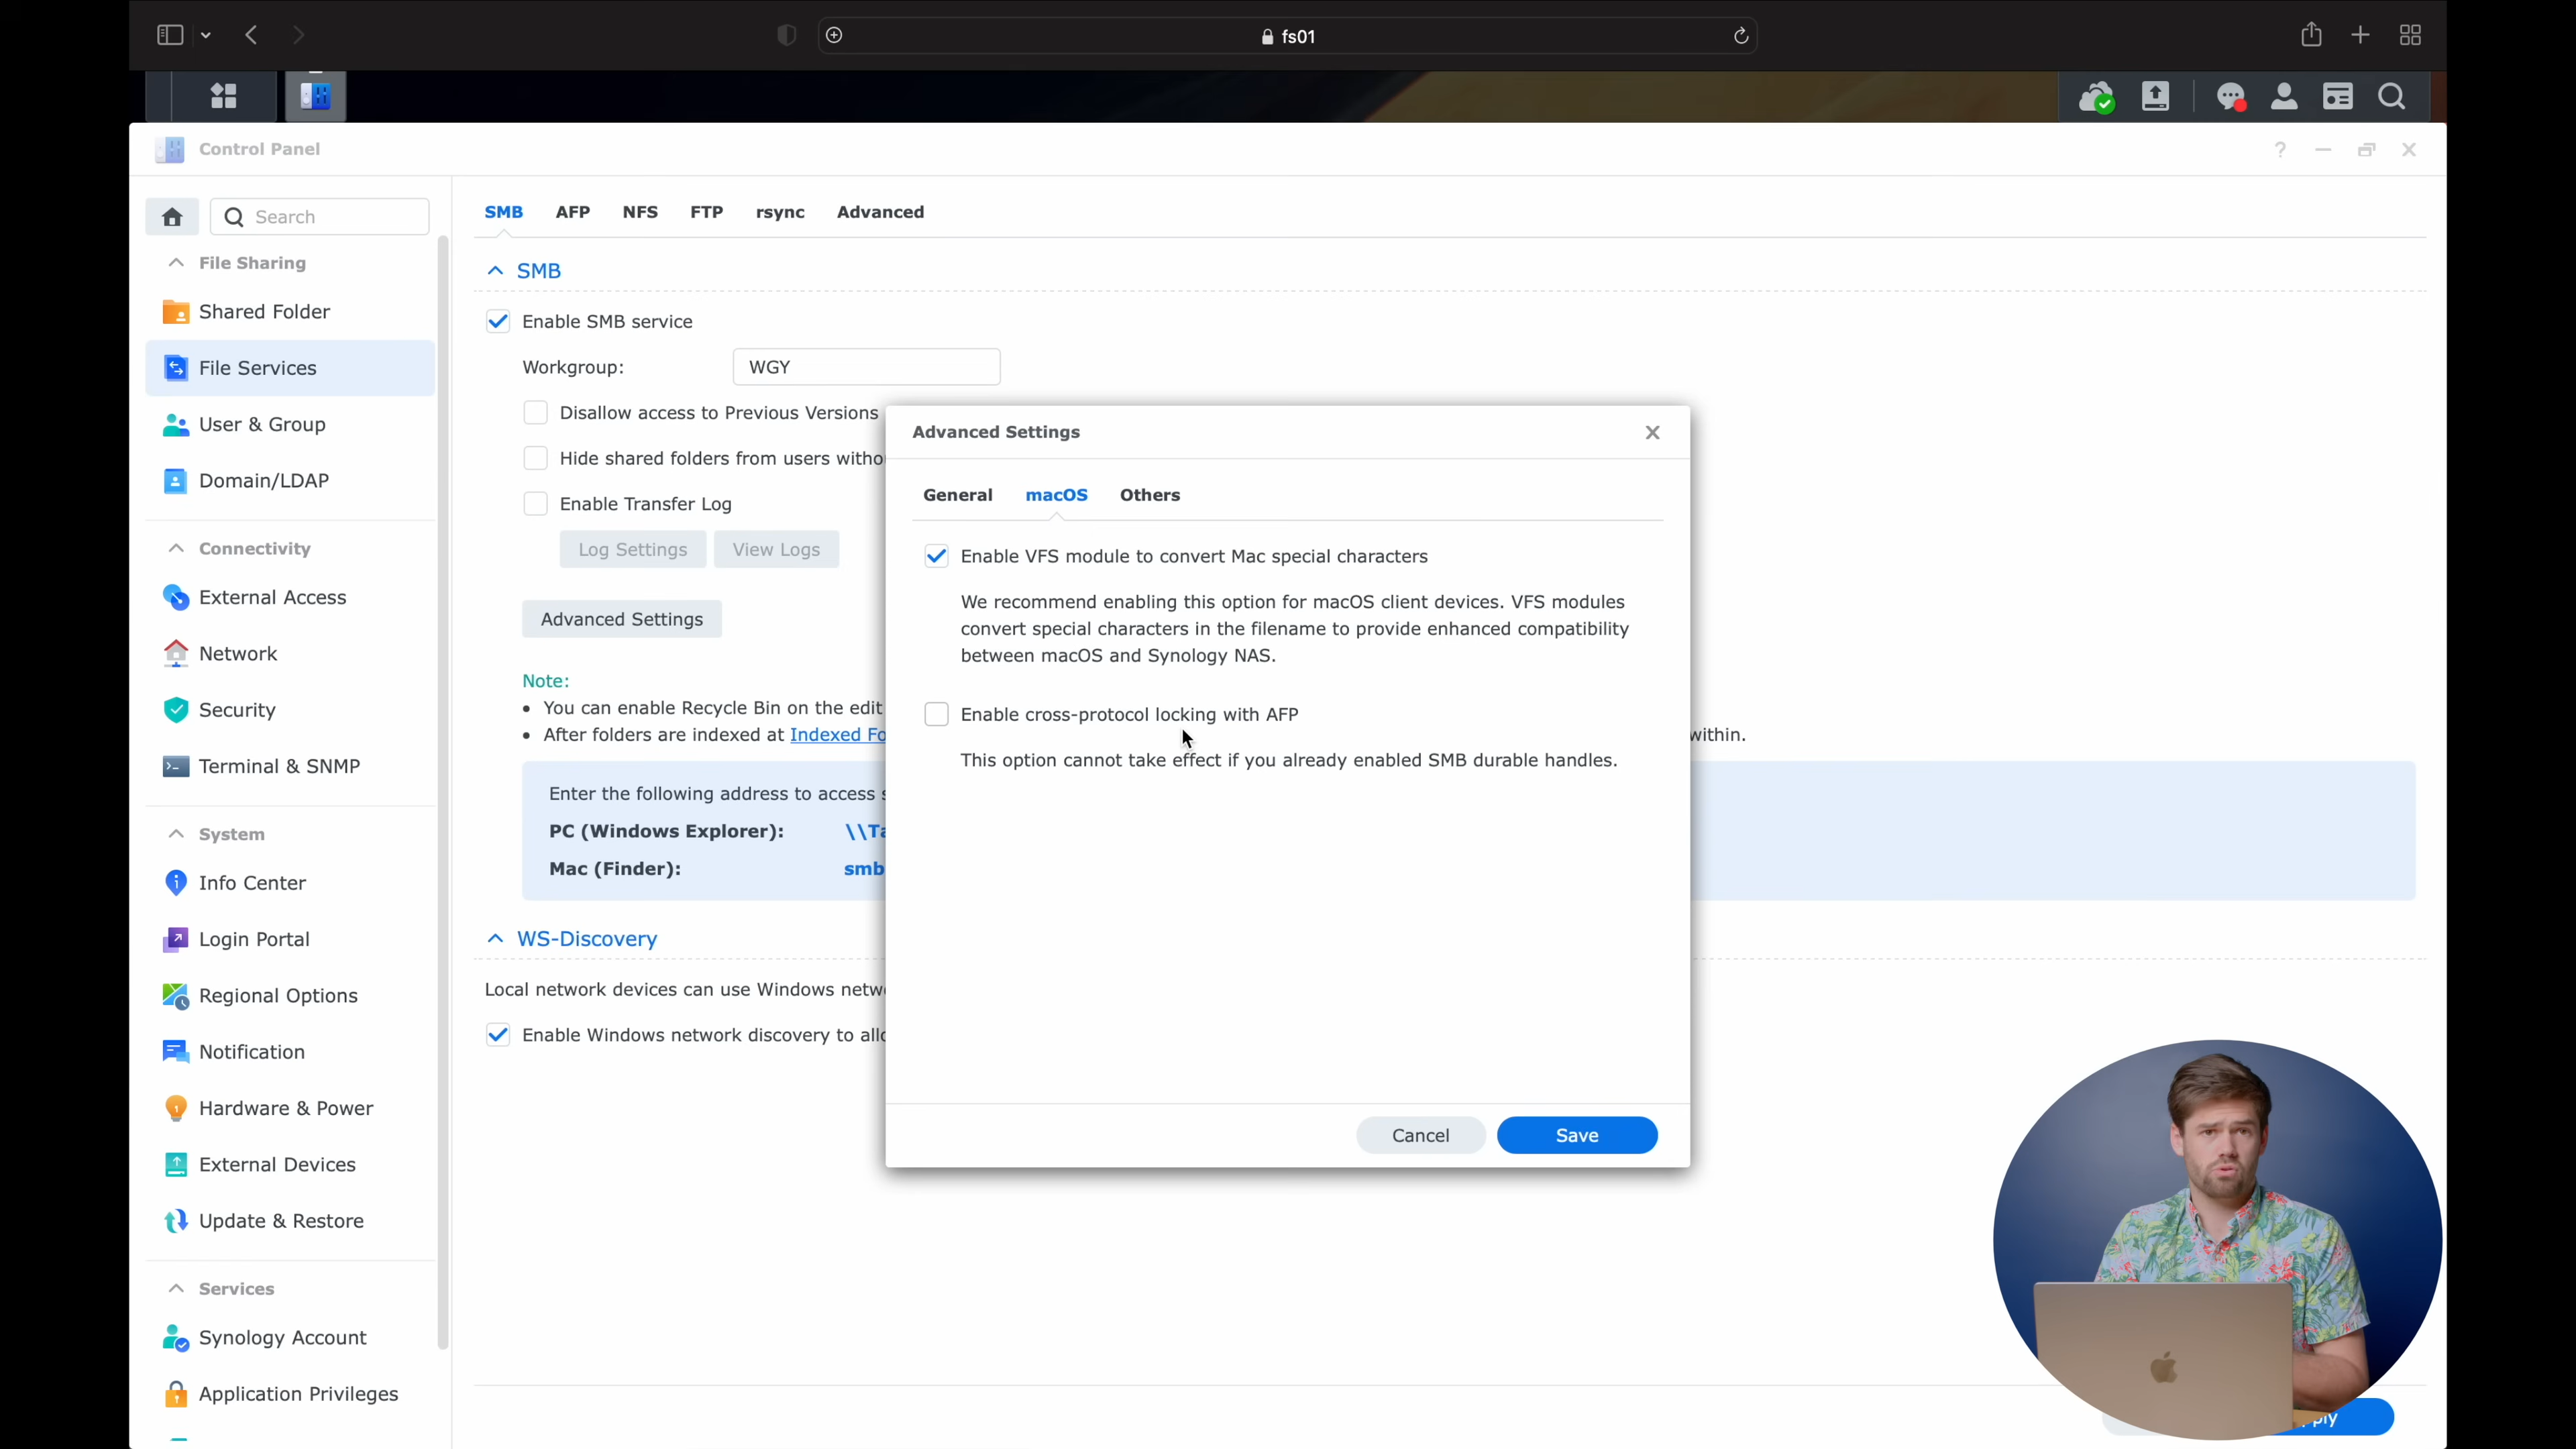 fs01
Control Panel
?
Search
File Sharing
Shared Folder
File Services
User & Group
Domain/LDAP
Connectivity
External Access
Network
Security
Terminal & SNMP
System
Info Center
Login Portal
Regional Options
Notification
Hardware & Power
External Devices
Update & Restore
Services
Synology Account
Application Privileges
SMB AFP NFS FTP rsync Advanced
SMB
Enable SMB service
Workgroup: WGY
Disallow access to Previous Versions
Hide shared folders from users
Enable Transfer Log
Log Settings View Logs
Advanced Settings
Note:
• You can enable Recycle Bin on the edit
• After folders are indexed at Indexed within.
Enter the following address to access
PC (Windows Explorer):
Mac (Finder): smb
WS-Discovery
Local network devices can use Windows
Enable Windows network discovery to
Advanced Settings
General macOS Others
Enable VFS module to convert Mac special characters
We recommend enabling this option for macOS client devices. VFS modules
convert special characters in the filename to provide enhanced compatibility
between macOS and Synology NAS.
Enable cross-protocol locking with AFP
This option cannot take effect if you already enabled SMB durable handles.
Cancel Save